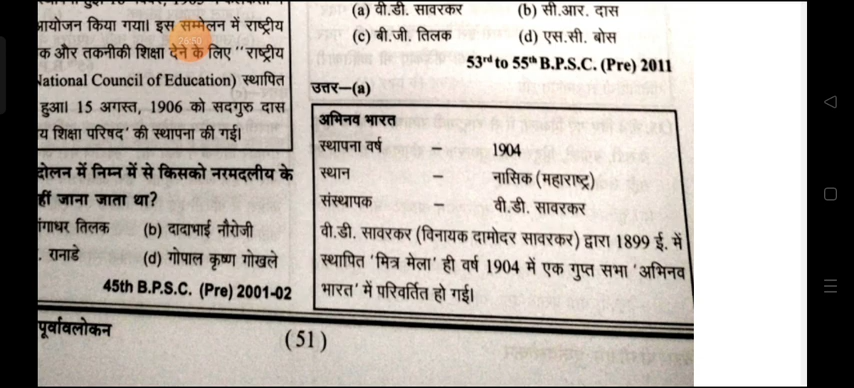 आयोजन किया गया। इस सम्मेलन में राष्ट्रीय
क और तकनीकी शिक्षा देने के लिए "राष्ट्रीय
National Council of Education) स्थापित
हुआ। 15 अगस्त, 1906 को सदगुरु दास
य शिक्षा परिषद' की स्थापना की गई।
दोलन में निम्न में से किसको नरमदलीय के
हीं जाना जाता था?
गंगाधर तिलक (b) दादाभाई नौरोजी
. रानाडे (d) गोपाल कृष्ण गोखले
45th B.P.S.C. (Pre) 2001-02
(a) वी.डी. सावरकर (b) सी.आर. दास
(c) बी.जी. तिलक (d) एस.सी. बोस
53rd to 55th B.P.S.C. (Pre) 2011
उत्तर—(a)
अभिनव भारत
स्थापना वर्ष – 1904
स्थान – नासिक (महाराष्ट्र)
संस्थापक – वी.डी. सावरकर
वी.डी. सावरकर (विनायक दामोदर सावरकर) द्वारा 1899 ई. में
स्थापित 'मित्र मेला' ही वर्ष 1904 में एक गुप्त सभा 'अभिनव
भारत' में परिवर्तित हो गई।
पूर्वावलोकन
(51)